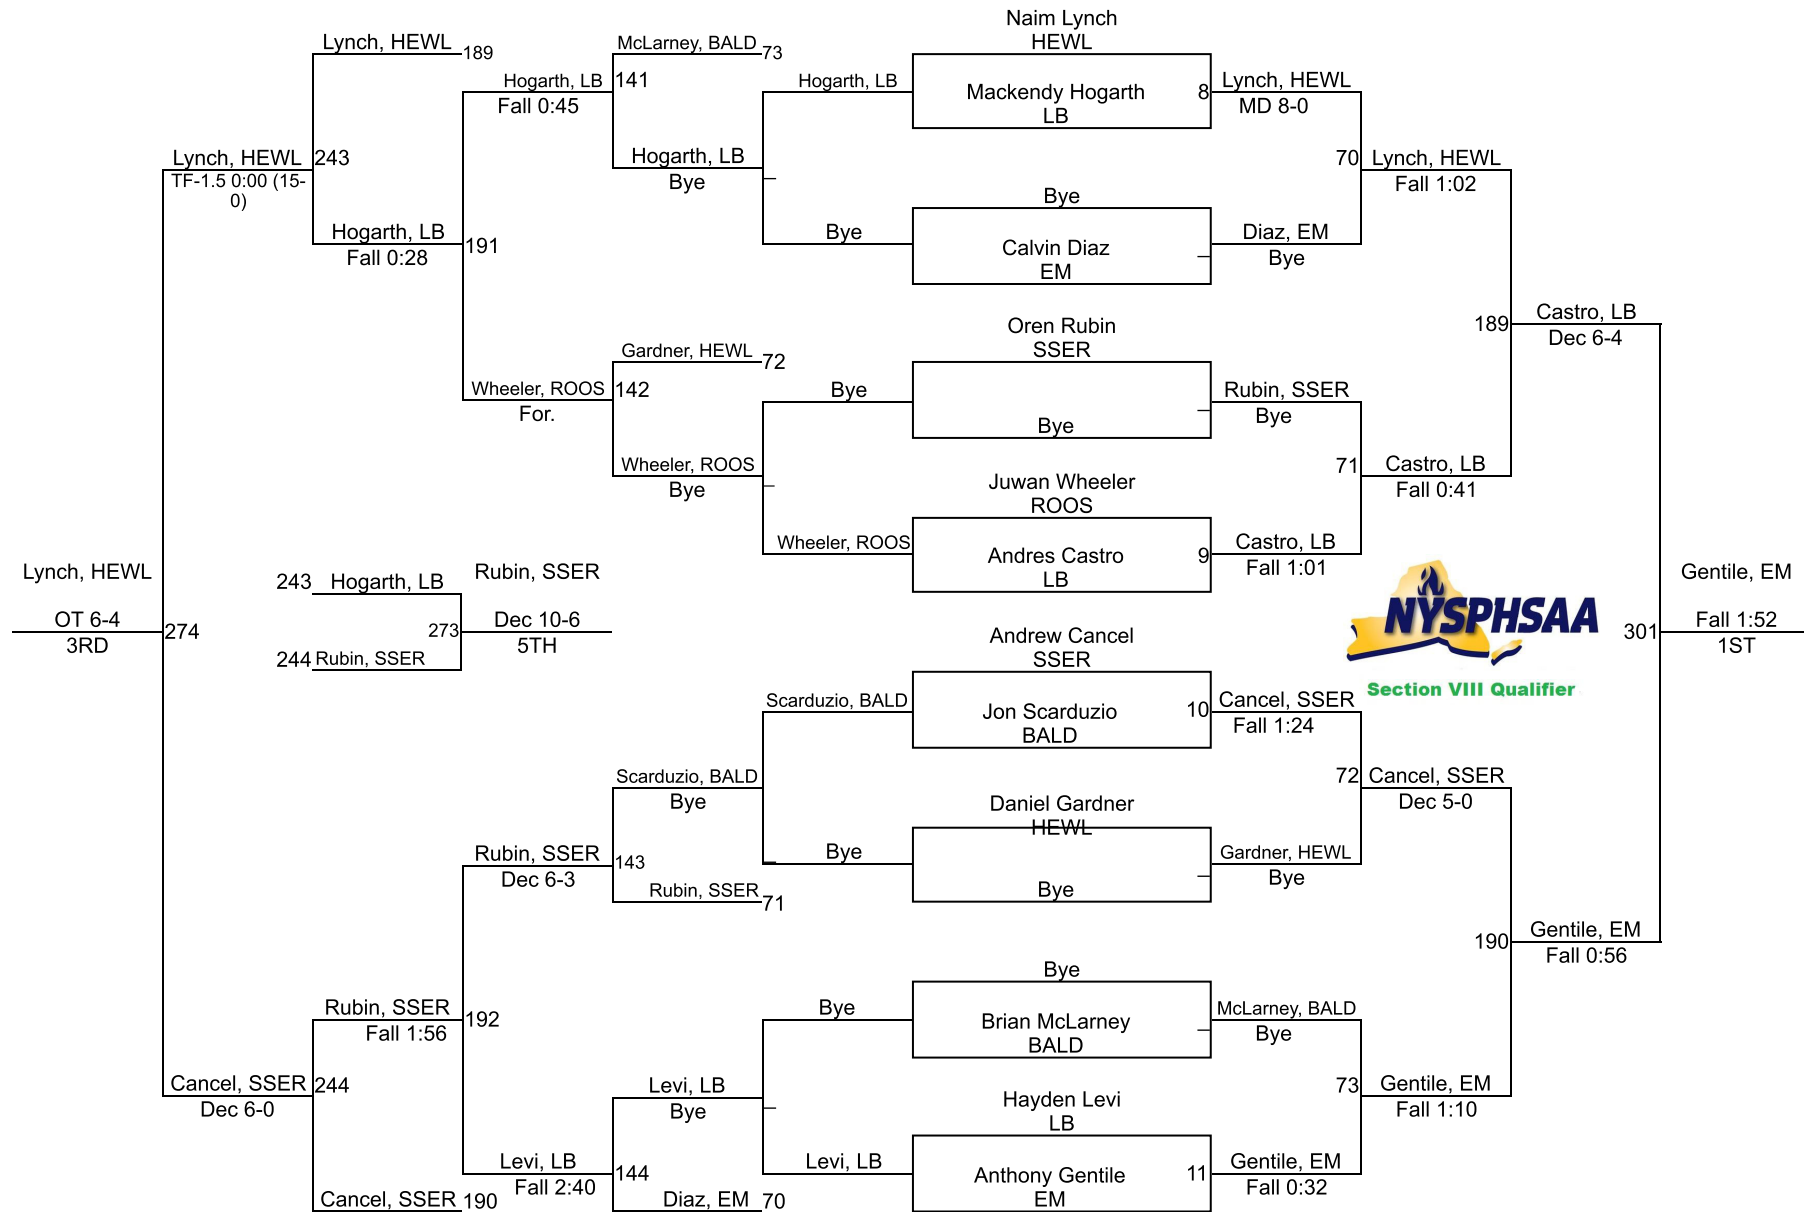 Naim Lynch
HEWL
Lynch, HEWL
189
McLarney, BALD
73
Hogarth, LB
141
Fall 0:45
Hogarth, LB
Mackendy Hogarth
LB
8
Lynch, HEWL
MD 8-0
Lynch, HEWL
243
TF-1.5 0:00 (15-
0)
Hogarth, LB
Bye
70
Lynch, HEWL
Fall 1:02
Bye
Hogarth, LB
Fall 0:28
191
Bye
Calvin Diaz
EM
Diaz, EM
Bye
Oren Rubin
SSER
189
Castro, LB
Dec 6-4
Gardner, HEWL
72
Wheeler, ROOS
142
For.
Bye
Bye
Rubin, SSER
Bye
Wheeler, ROOS
Bye
Juwan Wheeler
ROOS
71
Castro, LB
Fall 0:41
Wheeler, ROOS
Andres Castro
LB
9
Castro, LB
Fall 1:01
Lynch, HEWL
OT 6-4
3RD
274
243
Hogarth, LB
244
Rubin, SSER
273
Rubin, SSER
Dec 10-6
5TH
NYSPHSAA
Section VIII Qualifier
301
Gentile, EM
Fall 1:52
1ST
Andrew Cancel
SSER
Scarduzio, BALD
Jon Scarduzio
BALD
10
Cancel, SSER
Fall 1:24
Scarduzio, BALD
Bye
72
Cancel, SSER
Dec 5-0
Daniel Gardner
HEWL
Rubin, SSER
Dec 6-3
143
Bye
Bye
Gardner, HEWL
Bye
Rubin, SSER
71
190
Gentile, EM
Fall 0:56
Bye
Rubin, SSER
Fall 1:56
192
Bye
Brian McLarney
BALD
McLarney, BALD
Bye
Cancel, SSER
244
Dec 6-0
Levi, LB
Bye
Hayden Levi
LB
73
Gentile, EM
Fall 1:10
Levi, LB
Fall 2:40
144
Levi, LB
Anthony Gentile
EM
11
Gentile, EM
Fall 0:32
Cancel, SSER
190
Diaz, EM
70